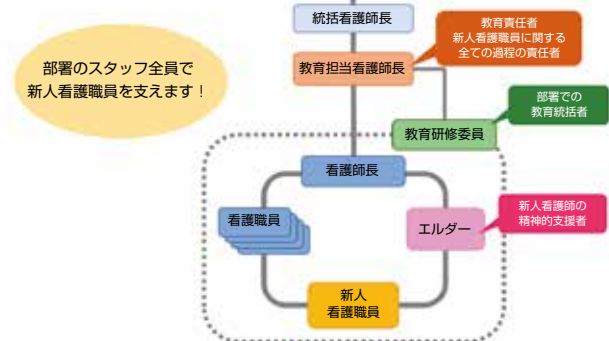 統括看護師長
教育責任者
新人看護職員に関する
全ての過程の責任者
部署のスタッフ全員で
新人看護職員を支えます！
教育担当看護師長
部署での
教育統括者
教育研修委員
看護師長
看護職員
エルダー
新人看護師の
精神的支援者
新人
看護職員